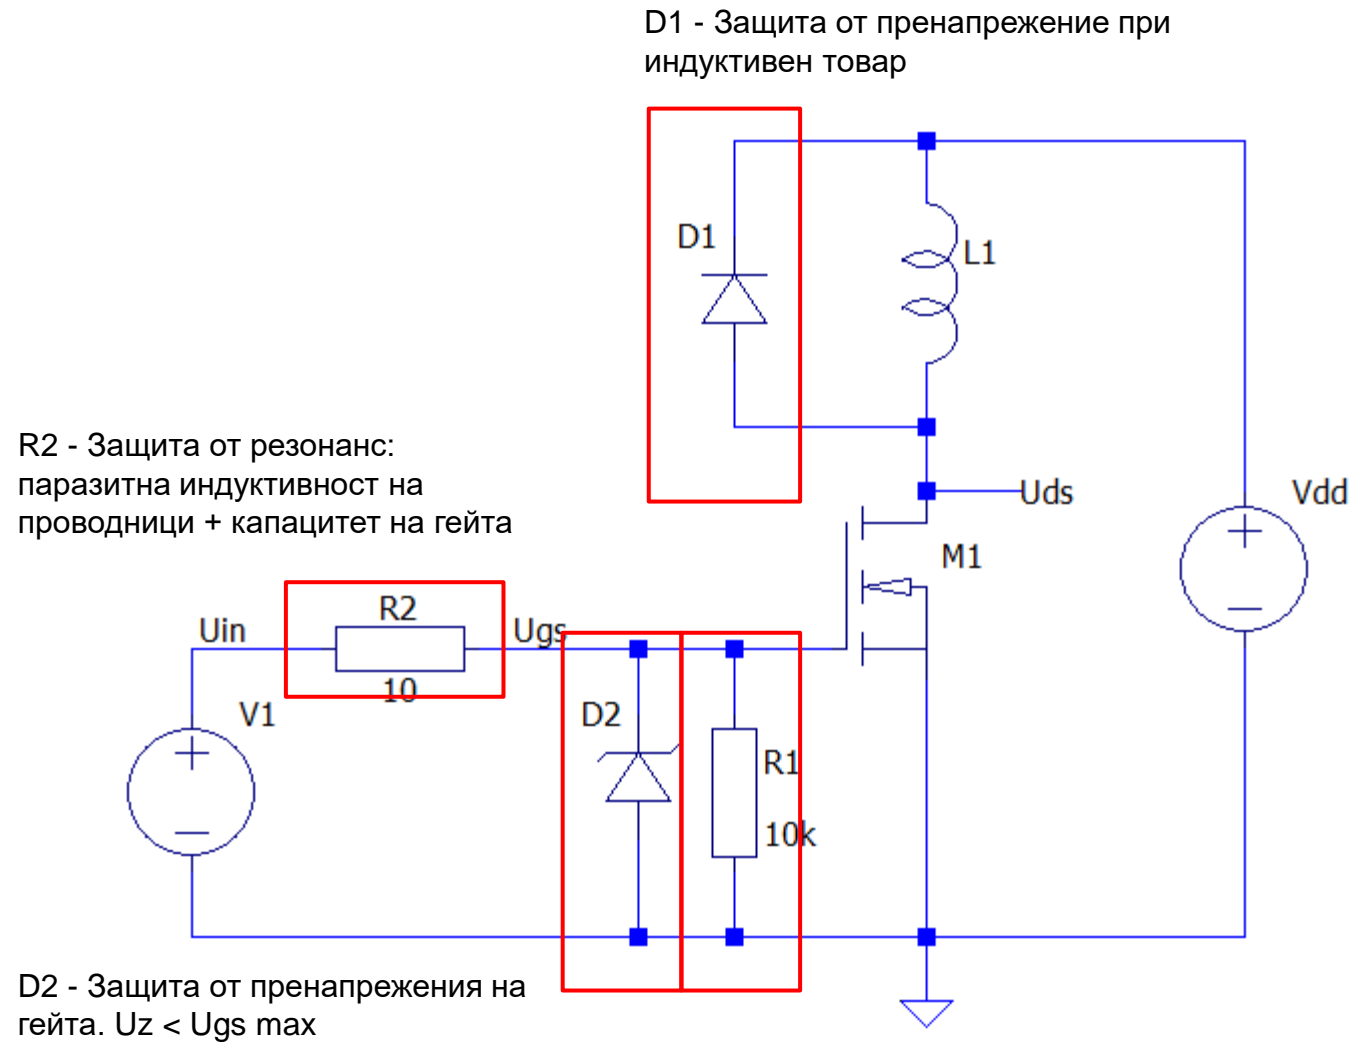 D1 - Защита от пренапрежение при
индуктивен товар
D1
L1
R2 - Защита от резонанс:
паразитна индуктивност на
проводници + капацитет на гейта
Uds
Vdd
M1
R2
Uin
Ugs
10
V1
D2
R1
10k
D2 - Защита от пренапрежения на
гейта. Uz < Ugs max